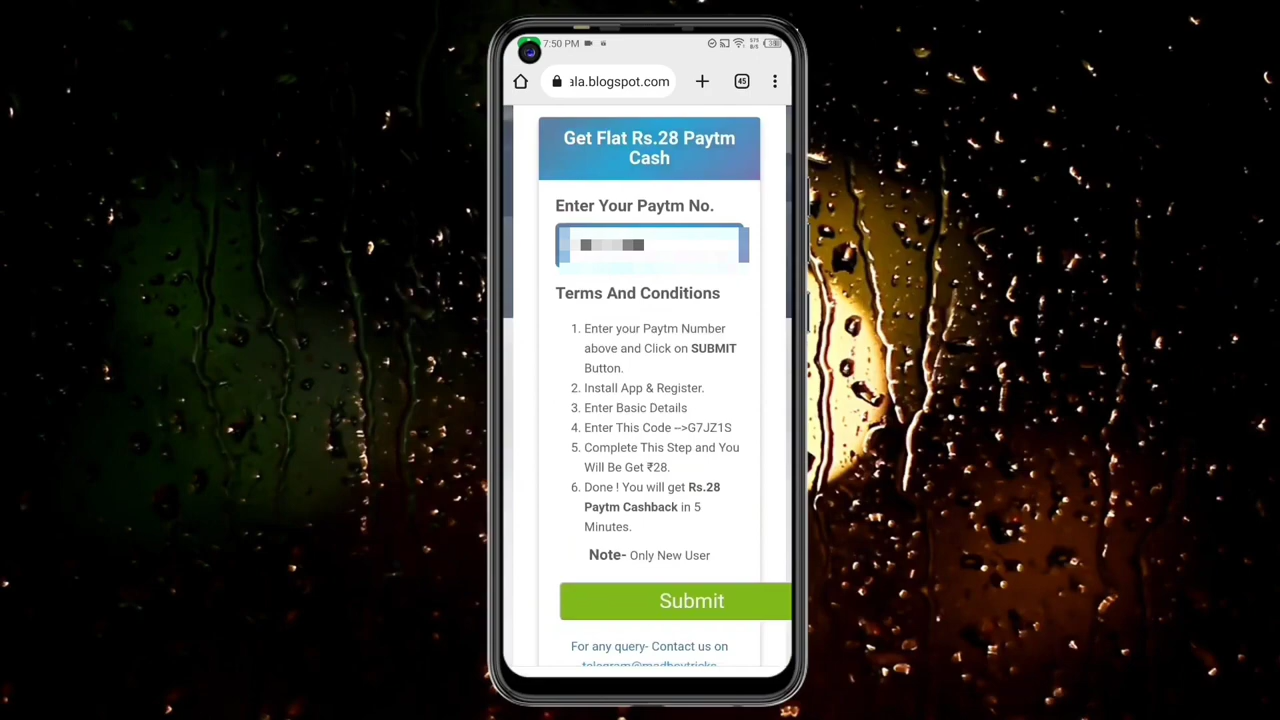 7:50 PM
575
B/S
38
ala.blogspot.com
45
Get Flat Rs.28 Paytm
Cash
Enter Your Paytm No.
Terms And Conditions
1. Enter your Paytm Number
above and Click on SUBMIT
Button.
2. Install App & Register.
3. Enter Basic Details
4. Enter This Code -->G7JZ1S
5. Complete This Step and You
Will Be Get ₹28.
6. Done ! You will get Rs.28
Paytm Cashback in 5
Minutes.
Note- Only New User
Submit
For any query- Contact us on
telegram@madboytricks